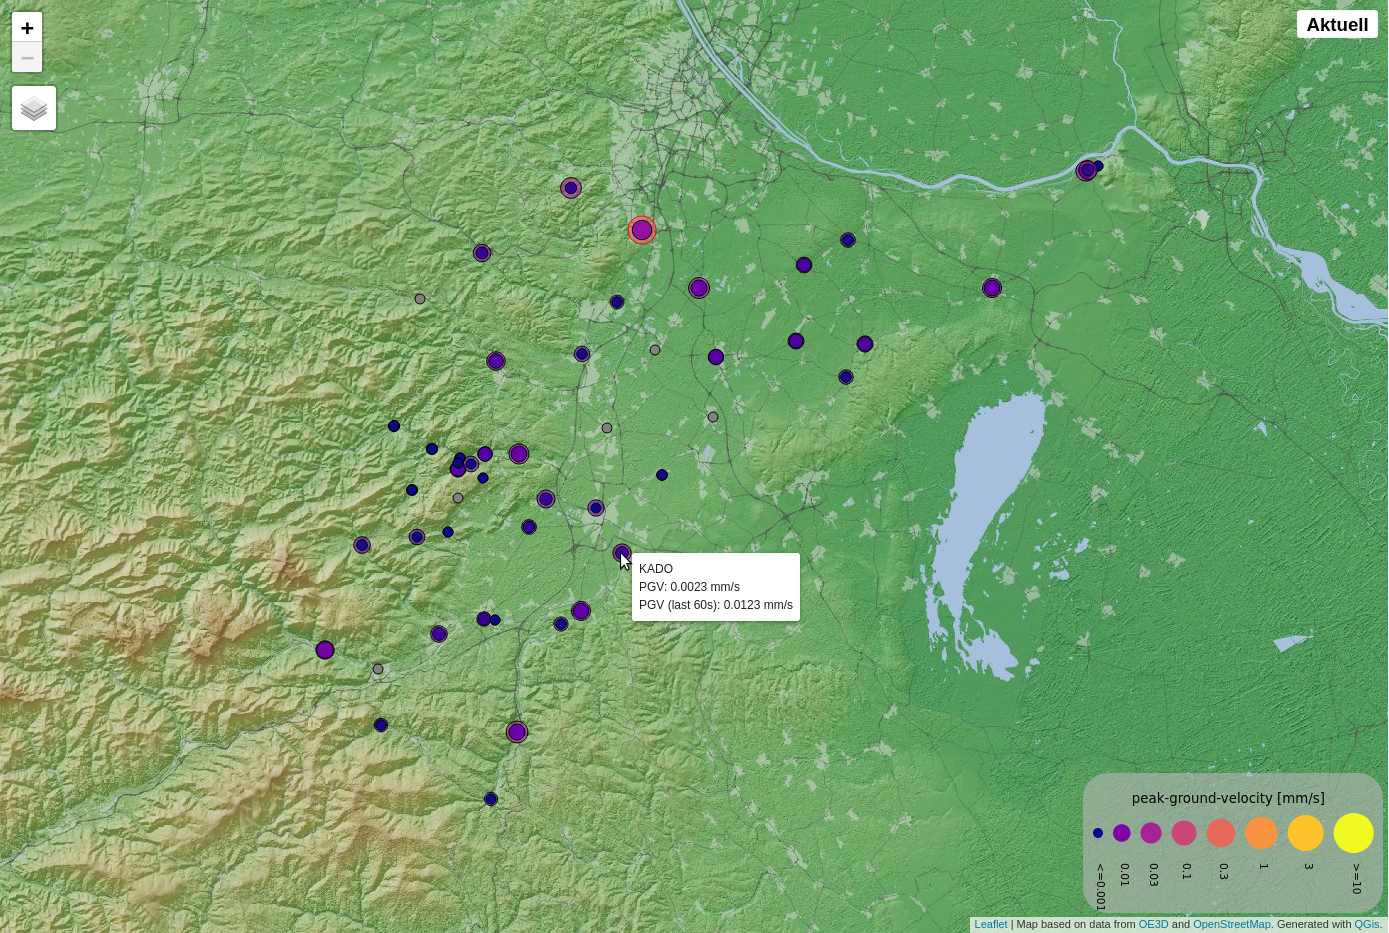 +
−
Aktuell
KADO
PGV: 0.0023 mm/s
PGV (last 60s): 0.0123 mm/s
peak-ground-velocity [mm/s]
<=0.001
0.01
0.03
0.1
0.3
1
3
>=10
Leaflet | Map based on data from OE3D and OpenStreetMap. Generated with QGis.